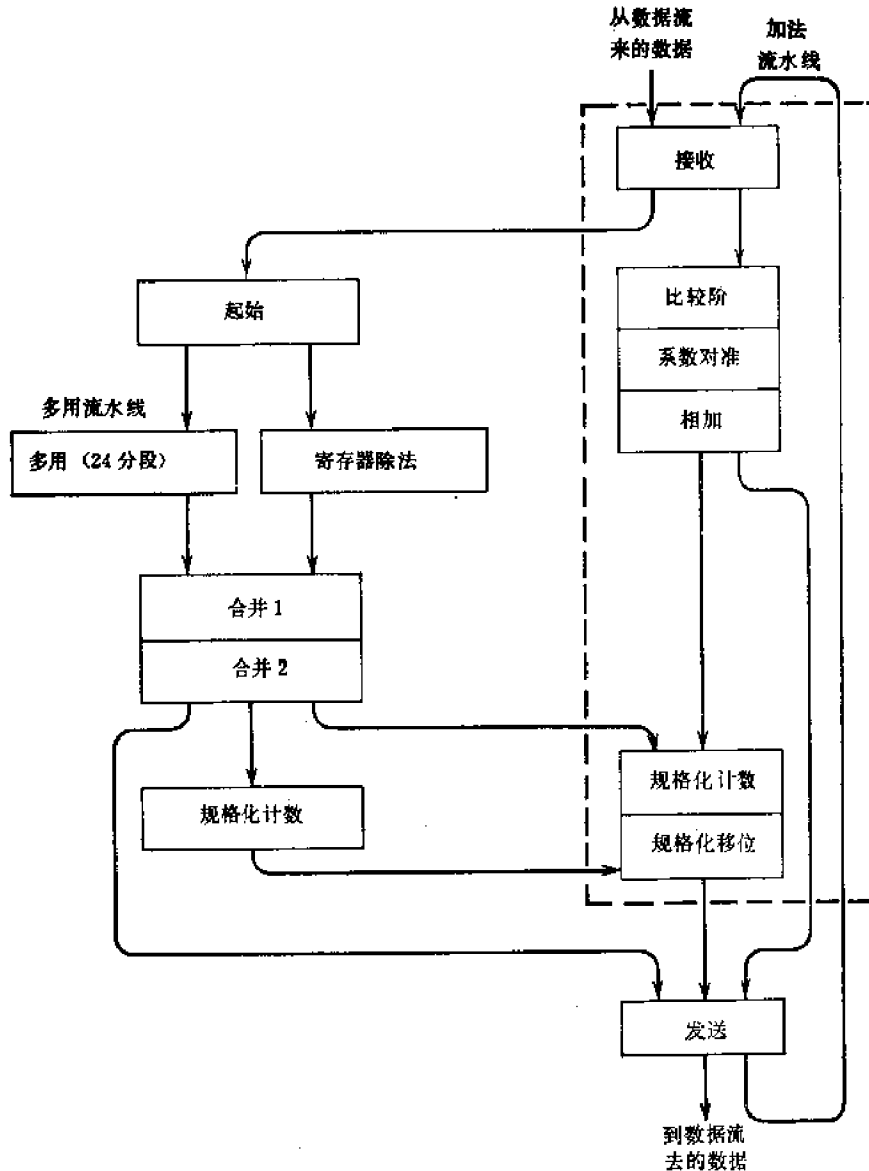 从数据流
来的数据
加法
流水线
接收
起始
比较阶
系数对准
相加
多用流水线
多用（24分段）
寄存器除法
合并1
合并2
规格化计数
规格化计数
规格化移位
发送
到数据流
去的数据